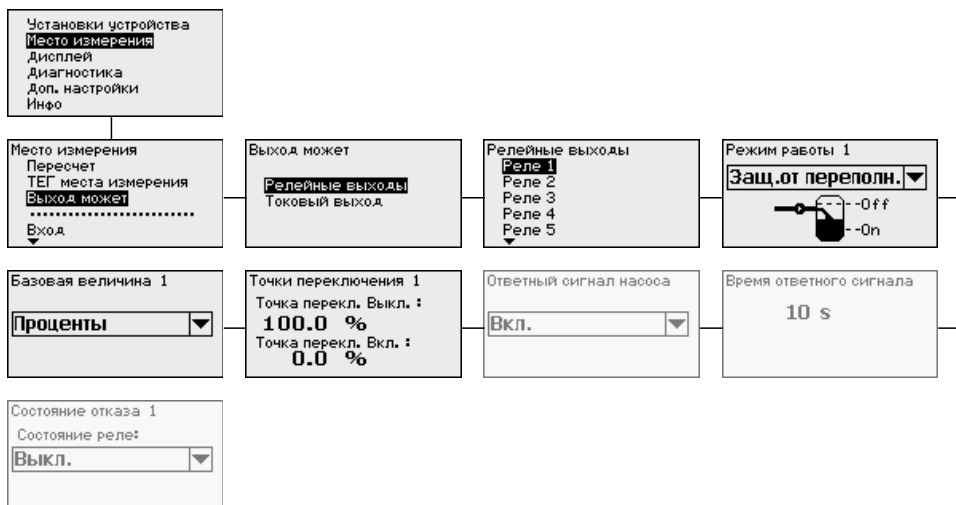 Установки устройства
Место измерения
Дисплей
Диагностика
Доп. настройки
Инфо
Место измерения
Пересчет
ТЕГ места измерения
Выход может
Вход
Выход может
Релейные выходы
Токовый выход
Релейные выходы
Реле 1
Реле 2
Реле 3
Реле 4
Реле 5
Режим работы 1
Защ.от переполн.
--Off
--On
Базовая величина 1
Проценты
Точки переключения 1
Точка перекл. Выкл. :
100.0 %
Точка перекл. Вкл. :
0.0 %
Ответный сигнал насоса
Вкл.
Время ответного сигнала
10 s
Состояние отказа 1
Состояние реле:
Выкл.